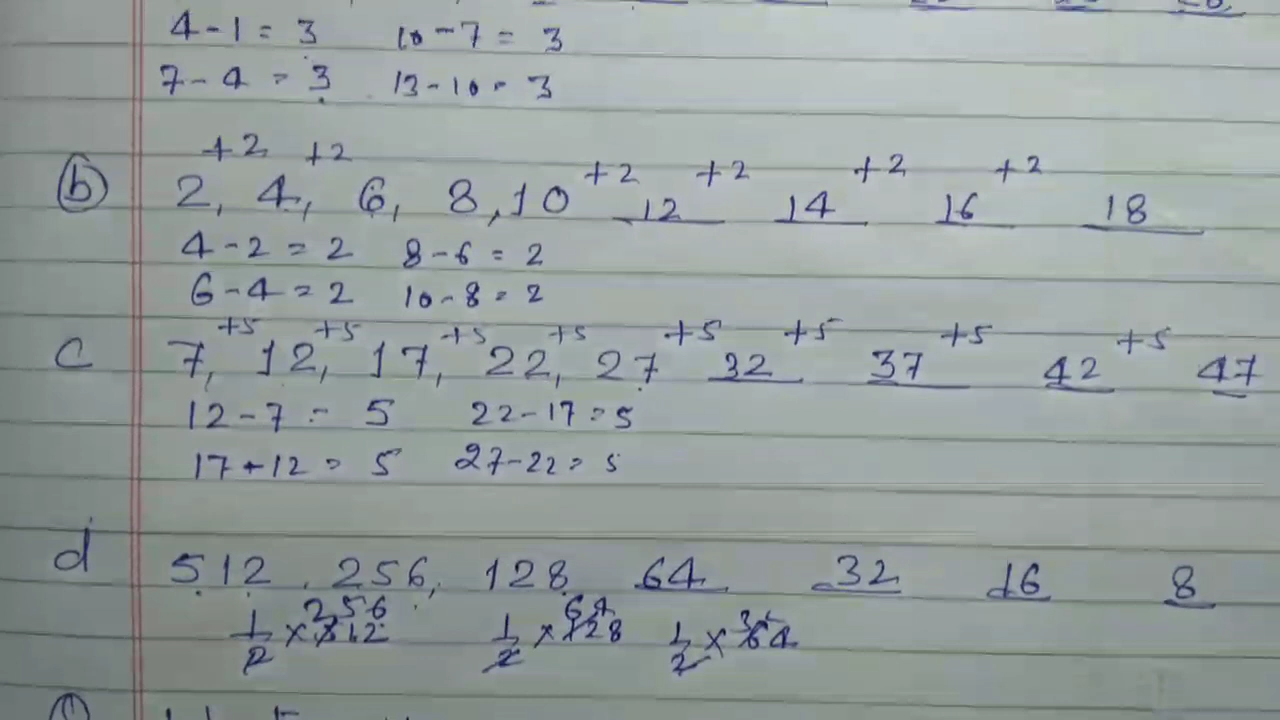 4 - 1 = 3 10 - 7 = 3
7 - 4 = 3 13 - 10 = 3
+2 +2 +2 +2 +2 +2
(b) 2, 4, 6, 8, 10 12 14 16 18
4 - 2 = 2 8 - 6 = 2
6 - 4 = 2 10 - 8 = 2
+5 +5 +5 +5 +5 +5 +5 +5
c 7, 12, 17, 22, 27 32 37 42 47
12 - 7 = 5 22 - 17 = 5
17 + 12 = 5 27 - 22 = 5
d 512, 256, 128 64 32 16 8
256 64 32
1/2 × 512 1/2 × 128 1/2 × 64